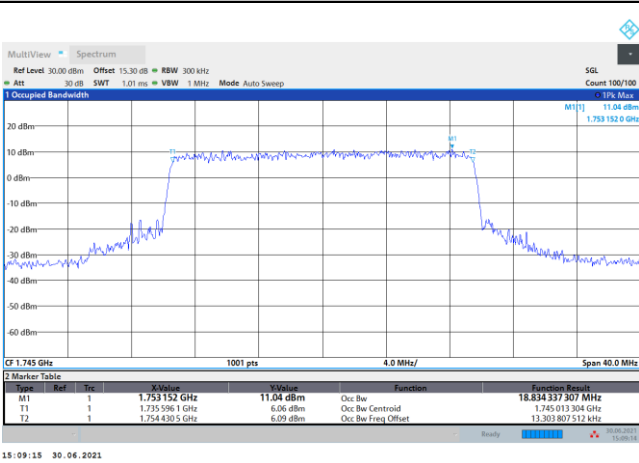 MultiView Spectrum
Ref Level 30.00 dBm Offset 15.30 dB RBW 300 kHz SGL
Att 30 dB SWT 1.01 ms VBW 1 MHz Mode Auto Sweep Count 100/100
1 Occupied Bandwidth 1Pk Max
M1[1] 11.04 dBm
1.753 152 0 GHz
20 dBm
M1
10 dBm T1 T2
0 dBm
-10 dBm
-20 dBm
-30 dBm
-40 dBm
-50 dBm
-60 dBm
CF 1.745 GHz 1001 pts 4.0 MHz/ Span 40.0 MHz
2 Marker Table
Type Ref Trc X-Value Y-Value Function Function Result
M1 1 1.753 152 GHz 11.04 dBm Occ Bw 18.834 337 307 MHz
T1 1 1.735 596 1 GHz 6.06 dBm Occ Bw Centroid 1.745 013 304 GHz
T2 1 1.754 430 5 GHz 6.09 dBm Occ Bw Freq Offset 13.303 807 512 kHz
Ready 30.06.2021
15:09:14
15:09:15 30.06.2021